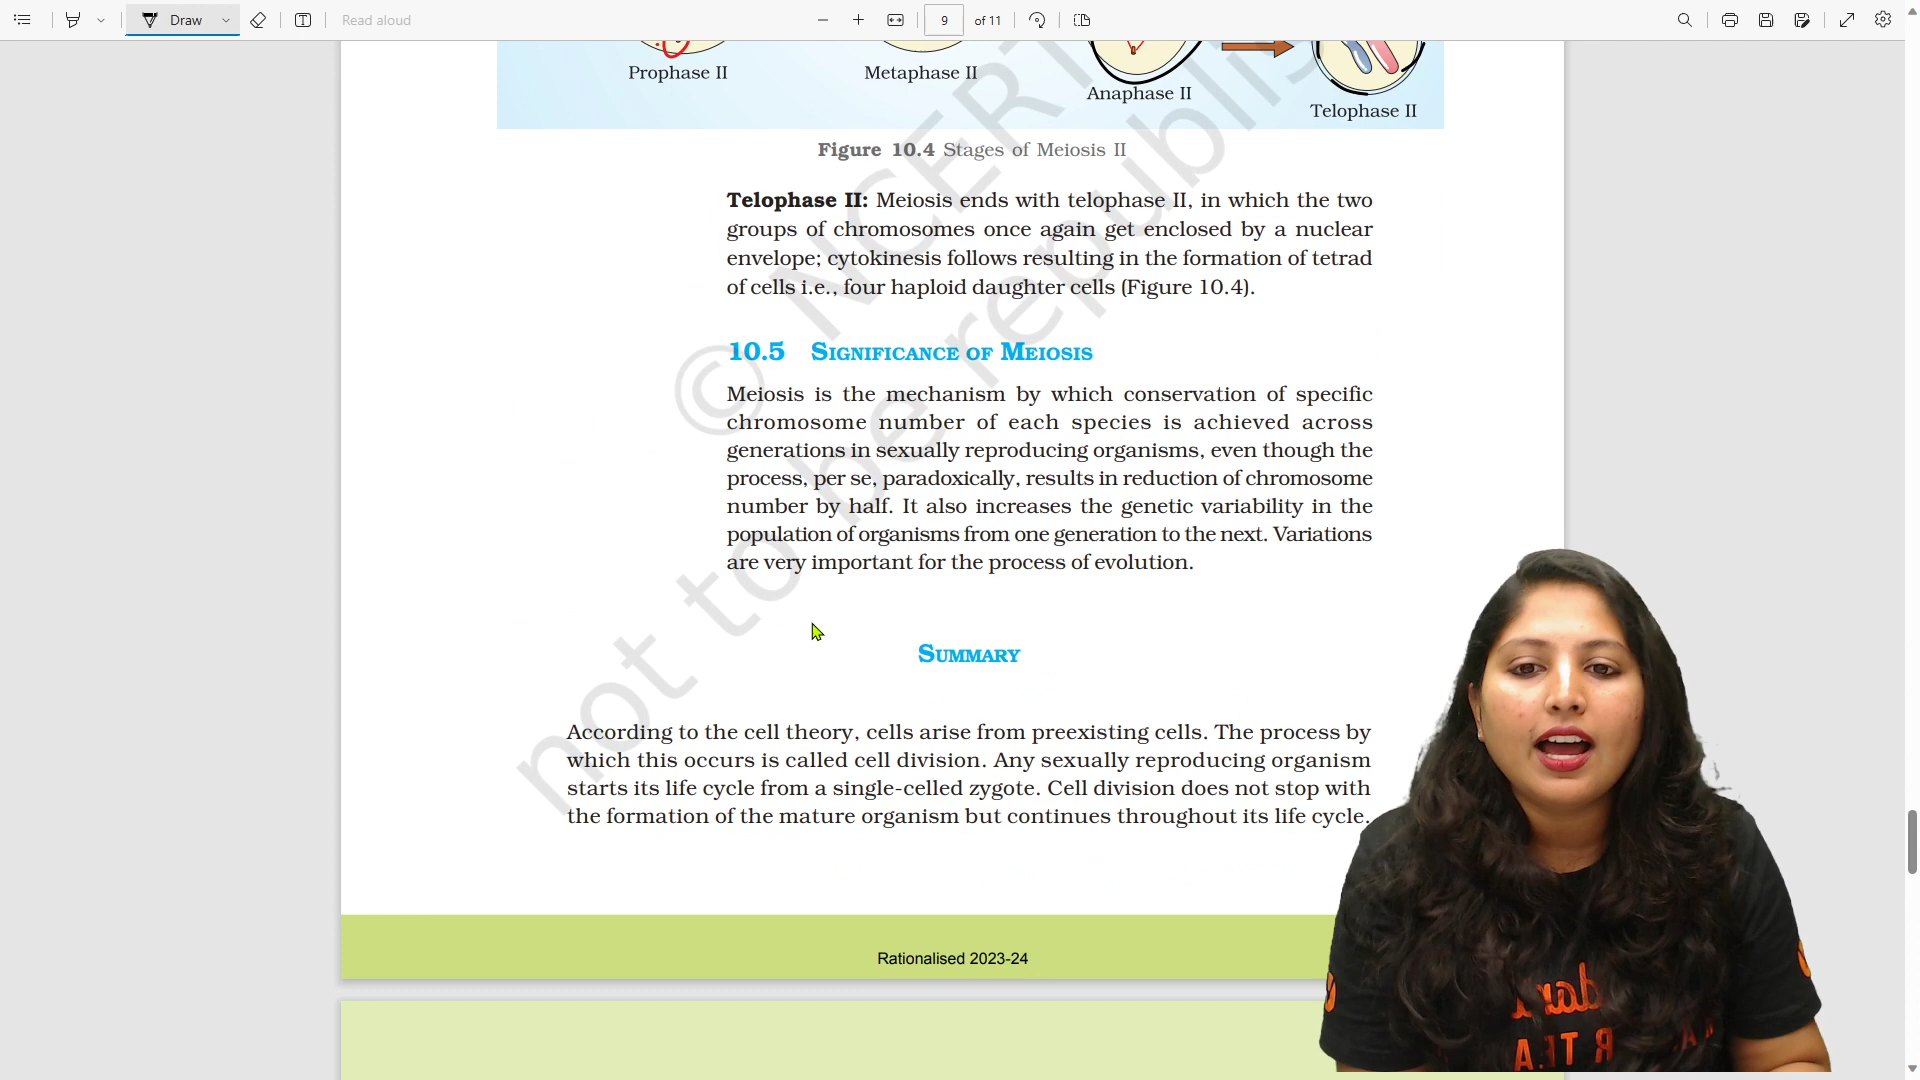 Draw
Read aloud
9 of 11
Prophase II
Metaphase II
Anaphase II
Telophase II
Figure 10.4 Stages of Meiosis II
Telophase II: Meiosis ends with telophase II, in which the two
groups of chromosomes once again get enclosed by a nuclear
envelope; cytokinesis follows resulting in the formation of tetrad
of cells i.e., four haploid daughter cells (Figure 10.4).
10.5 SIGNIFICANCE OF MEIOSIS
Meiosis is the mechanism by which conservation of specific
chromosome number of each species is achieved across
generations in sexually reproducing organisms, even though the
process, per se, paradoxically, results in reduction of chromosome
number by half. It also increases the genetic variability in the
population of organisms from one generation to the next. Variations
are very important for the process of evolution.
SUMMARY
According to the cell theory, cells arise from preexisting cells. The process by
which this occurs is called cell division. Any sexually reproducing organism
starts its life cycle from a single-celled zygote. Cell division does not stop with
the formation of the mature organism but continues throughout its life cycle.
Rationalised 2023-24
© NCERT
not to be republis